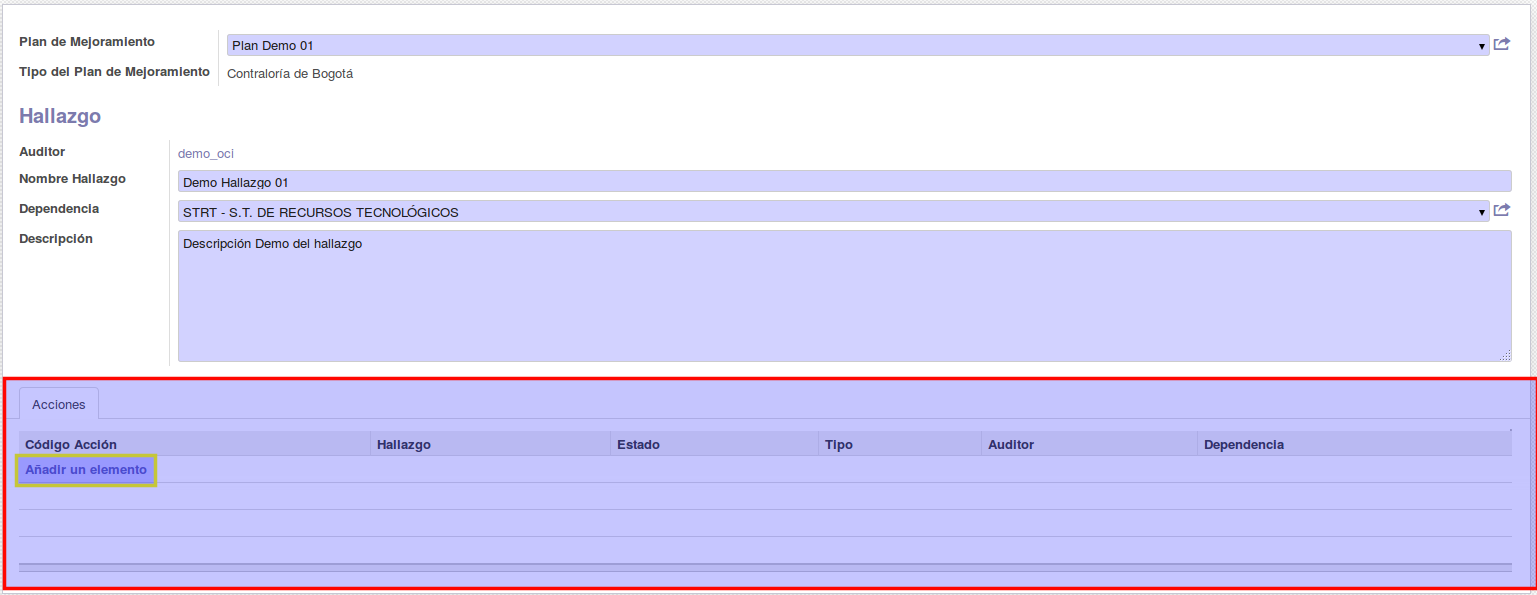 Plan de Mejoramiento Plan Demo 01
Tipo del Plan de Mejoramiento Contraloría de Bogotá
Hallazgo
Auditor demo_oci
Nombre Hallazgo Demo Hallazgo 01
Dependencia STRT - S.T. DE RECURSOS TECNOLÓGICOS
Descripción Descripción Demo del hallazgo
Acciones
Código Acción Hallazgo Estado Tipo Auditor Dependencia
Añadir un elemento